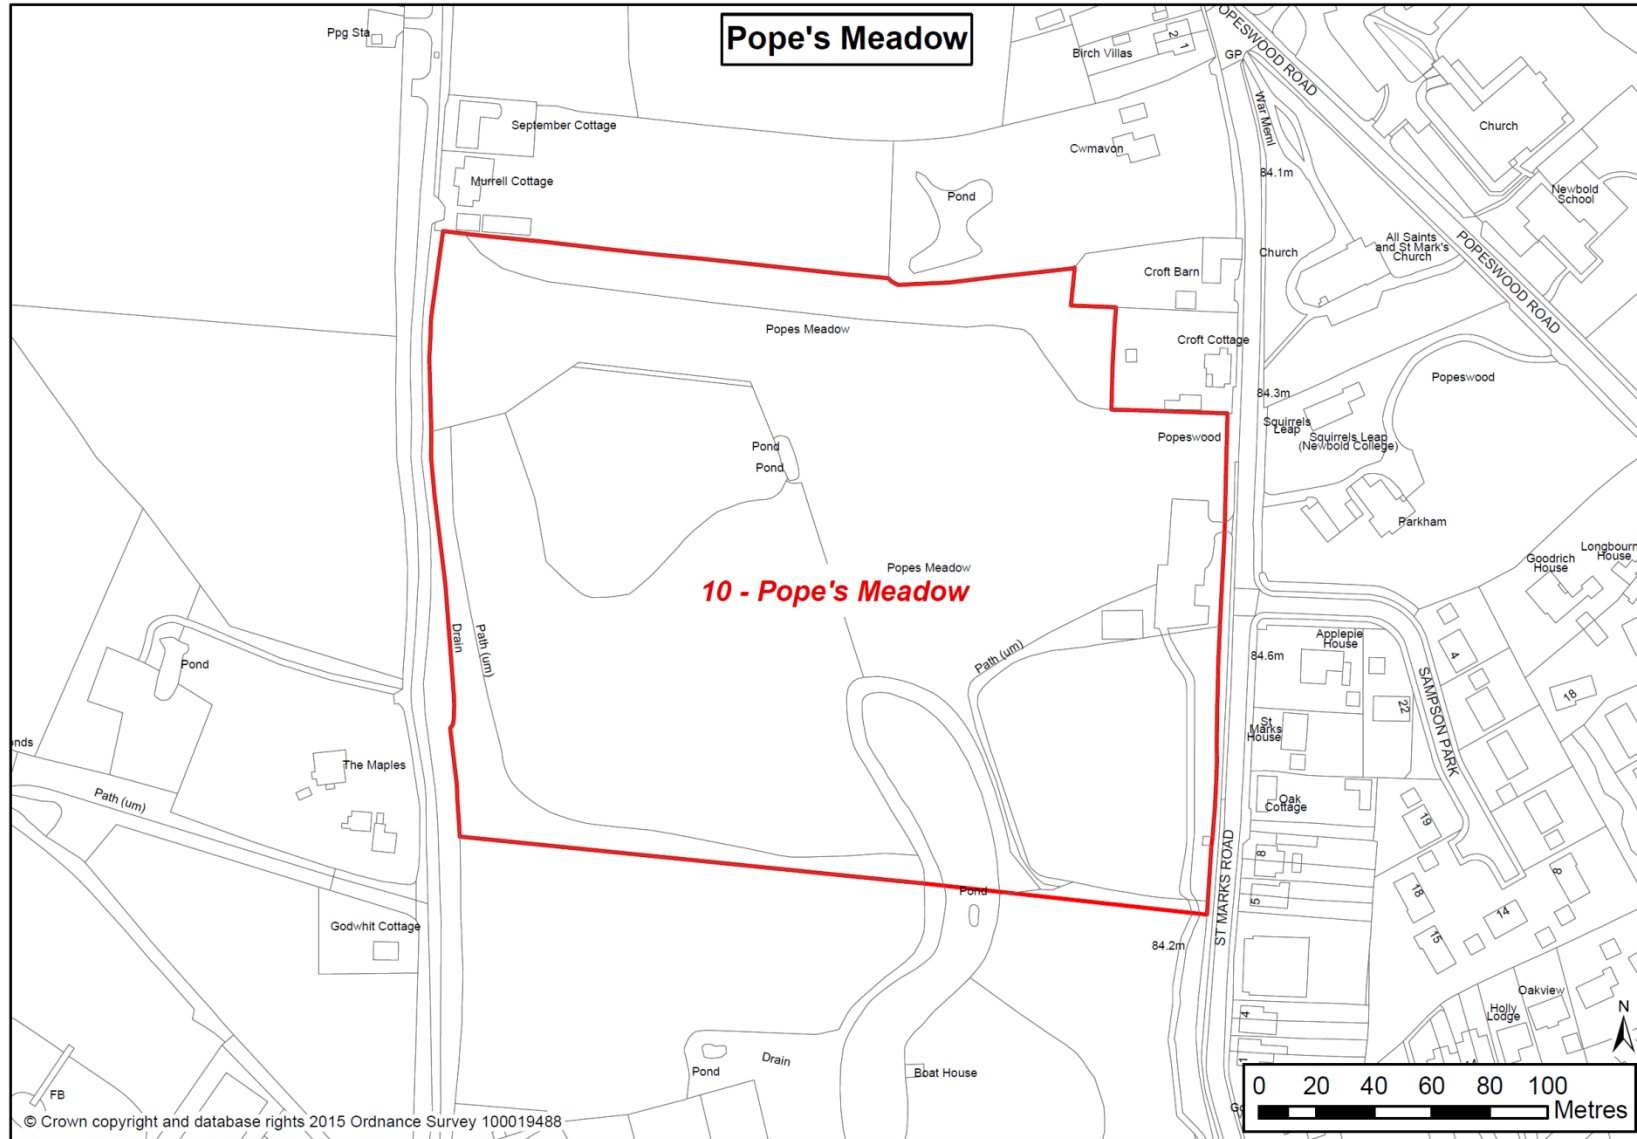 Pope's Meadow
Ppg Sta
Birch Villas
2
1
GP
POPESWOOD ROAD
War Meml
Church
September Cottage
Cwmavon
84.1m
Murrell Cottage
Pond
Newbold
School
All Saints
and St Mark's
Church
Church
POPESWOOD ROAD
Croft Barn
Popes Meadow
Croft Cottage
Popeswood
84.3m
Squirrels
Leap
Squirrels Leap
(Newbold College)
Popeswood
Pond
Pond
Parkham
Longbourn
House
Goodrich
House
Popes Meadow
10 - Pope's Meadow
Drain
Path (um)
Path (um)
Applepie
House
84.6m
4
18
22
SAMPSON PARK
Pond
St
Marks
House
onds
The Maples
Path (um)
Oak
Cottage
19
8
8
5
18
14
15
ST MARKS ROAD
Pond
84.2m
Godwhit Cottage
Oakview
Holly
Lodge
N
4
1
Drain
Pond
Boat House
FB
0 20 40 60 80 100
Metres
© Crown copyright and database rights 2015 Ordnance Survey 100019488